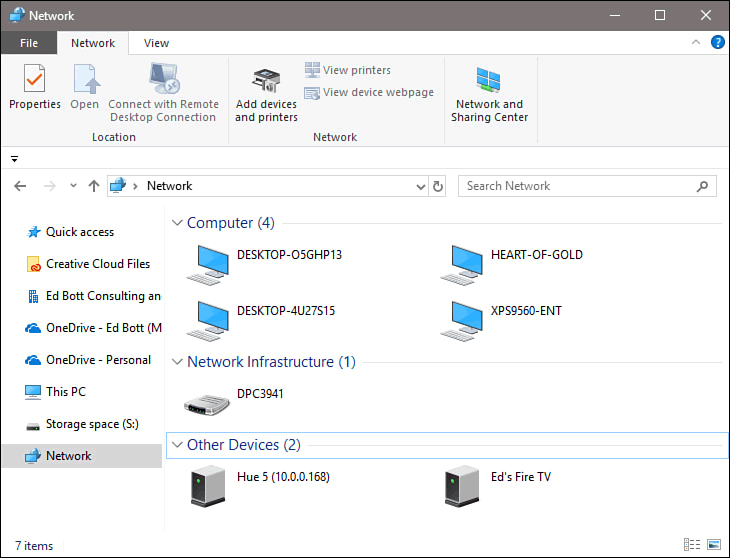 Network
File Network View
Properties Open Connect with Remote Desktop Connection
Add devices and printers
View printers
View device webpage
Network and Sharing Center
Location Network
Network
Search Network
Quick access
Creative Cloud Files
Ed Bott Consulting an
OneDrive - Ed Bott (M
OneDrive - Personal
This PC
Storage space (S:)
Network
Computer (4)
DESKTOP-O5GHP13 HEART-OF-GOLD
DESKTOP-4U27S15 XPS9560-ENT
Network Infrastructure (1)
DPC3941
Other Devices (2)
Hue 5 (10.0.0.168) Ed's Fire TV
7 items